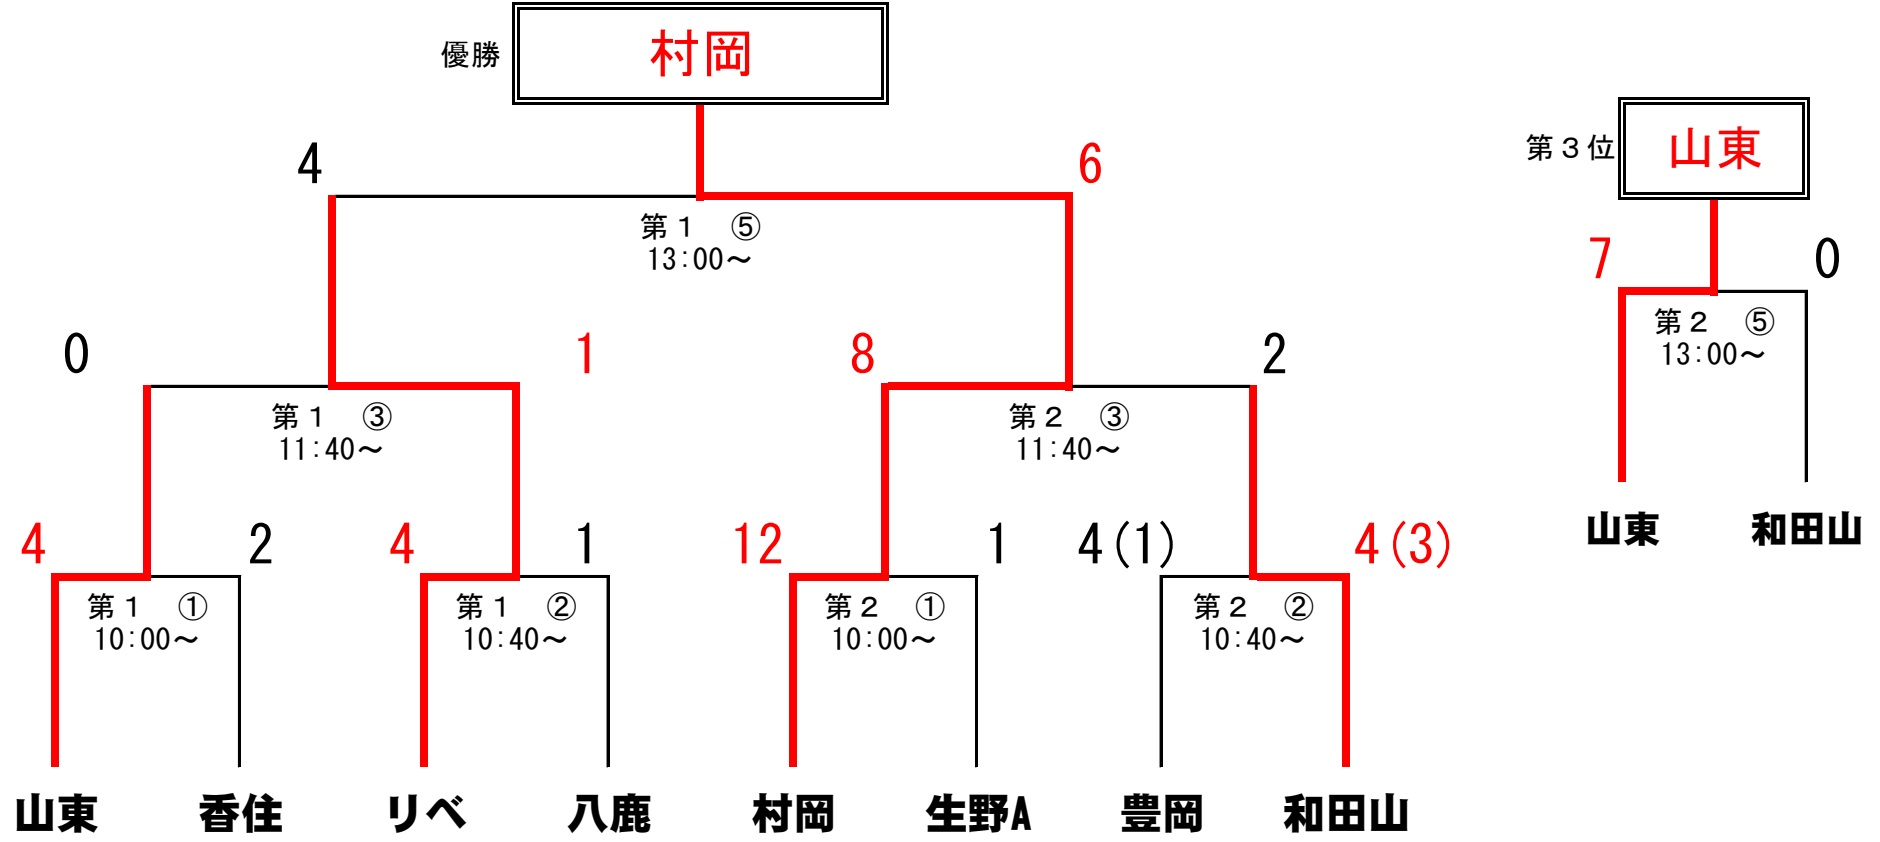 優勝 村岡
第３位 山東
4 6
第１ ⑤
13:00～
7 0
第２ ⑤
13:00～
0 1 8 2
第１ ③
11:40～
第２ ③
11:40～
山東 和田山
4 2 4 1 12 1 4(1) 4(3)
第１ ①
10:00～
第１ ②
10:40～
第２ ①
10:00～
第２ ②
10:40～
山東 香住 リベ 八鹿 村岡 生野A 豊岡 和田山